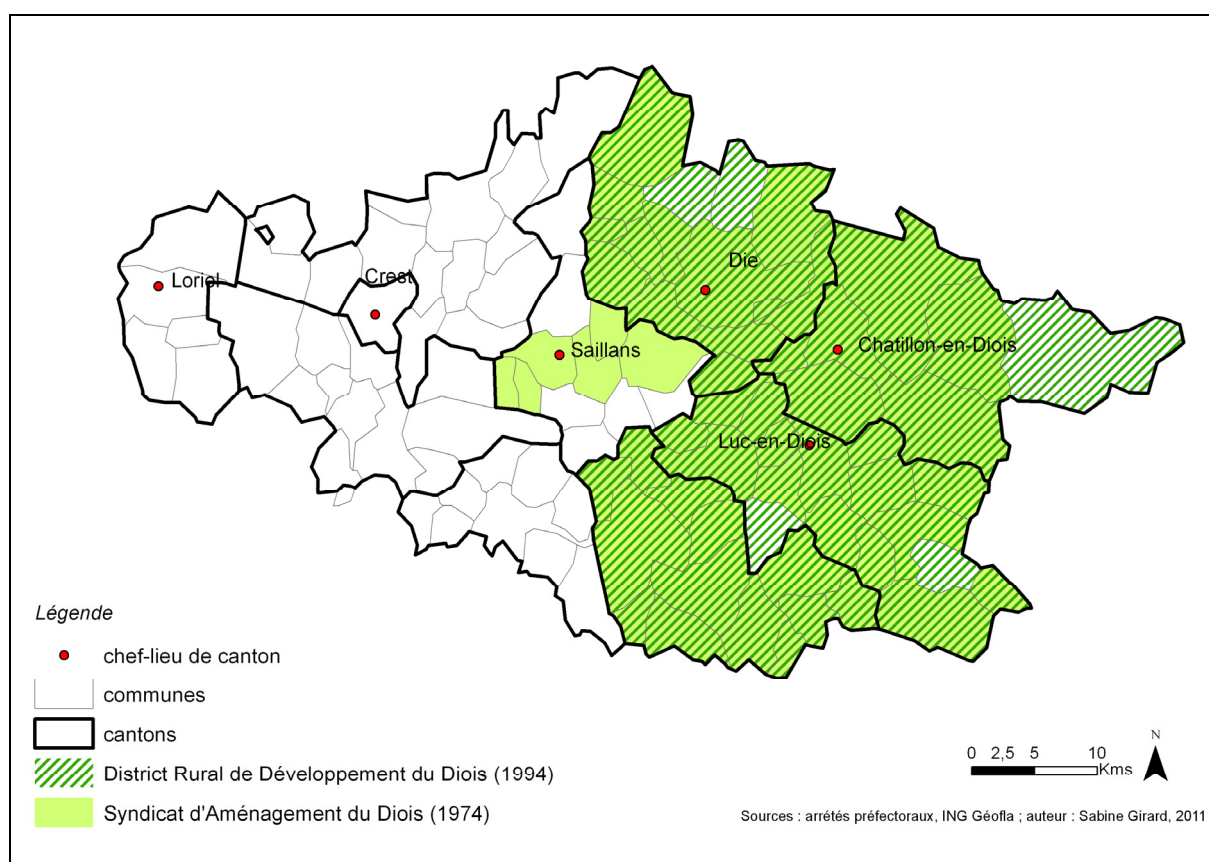 Die
Loriol
Crest
Saillans
Chatillon-en-Diois
Luc-en-Diois
Légende
chef-lieu de canton
communes
cantons
District Rural de Développement du Diois (1994)
Syndicat d'Aménagement du Diois (1974)
N
0 2,5 5 10
Kms
Sources : arrétés préfectoraux, ING Géofla ; auteur : Sabine Girard, 2011